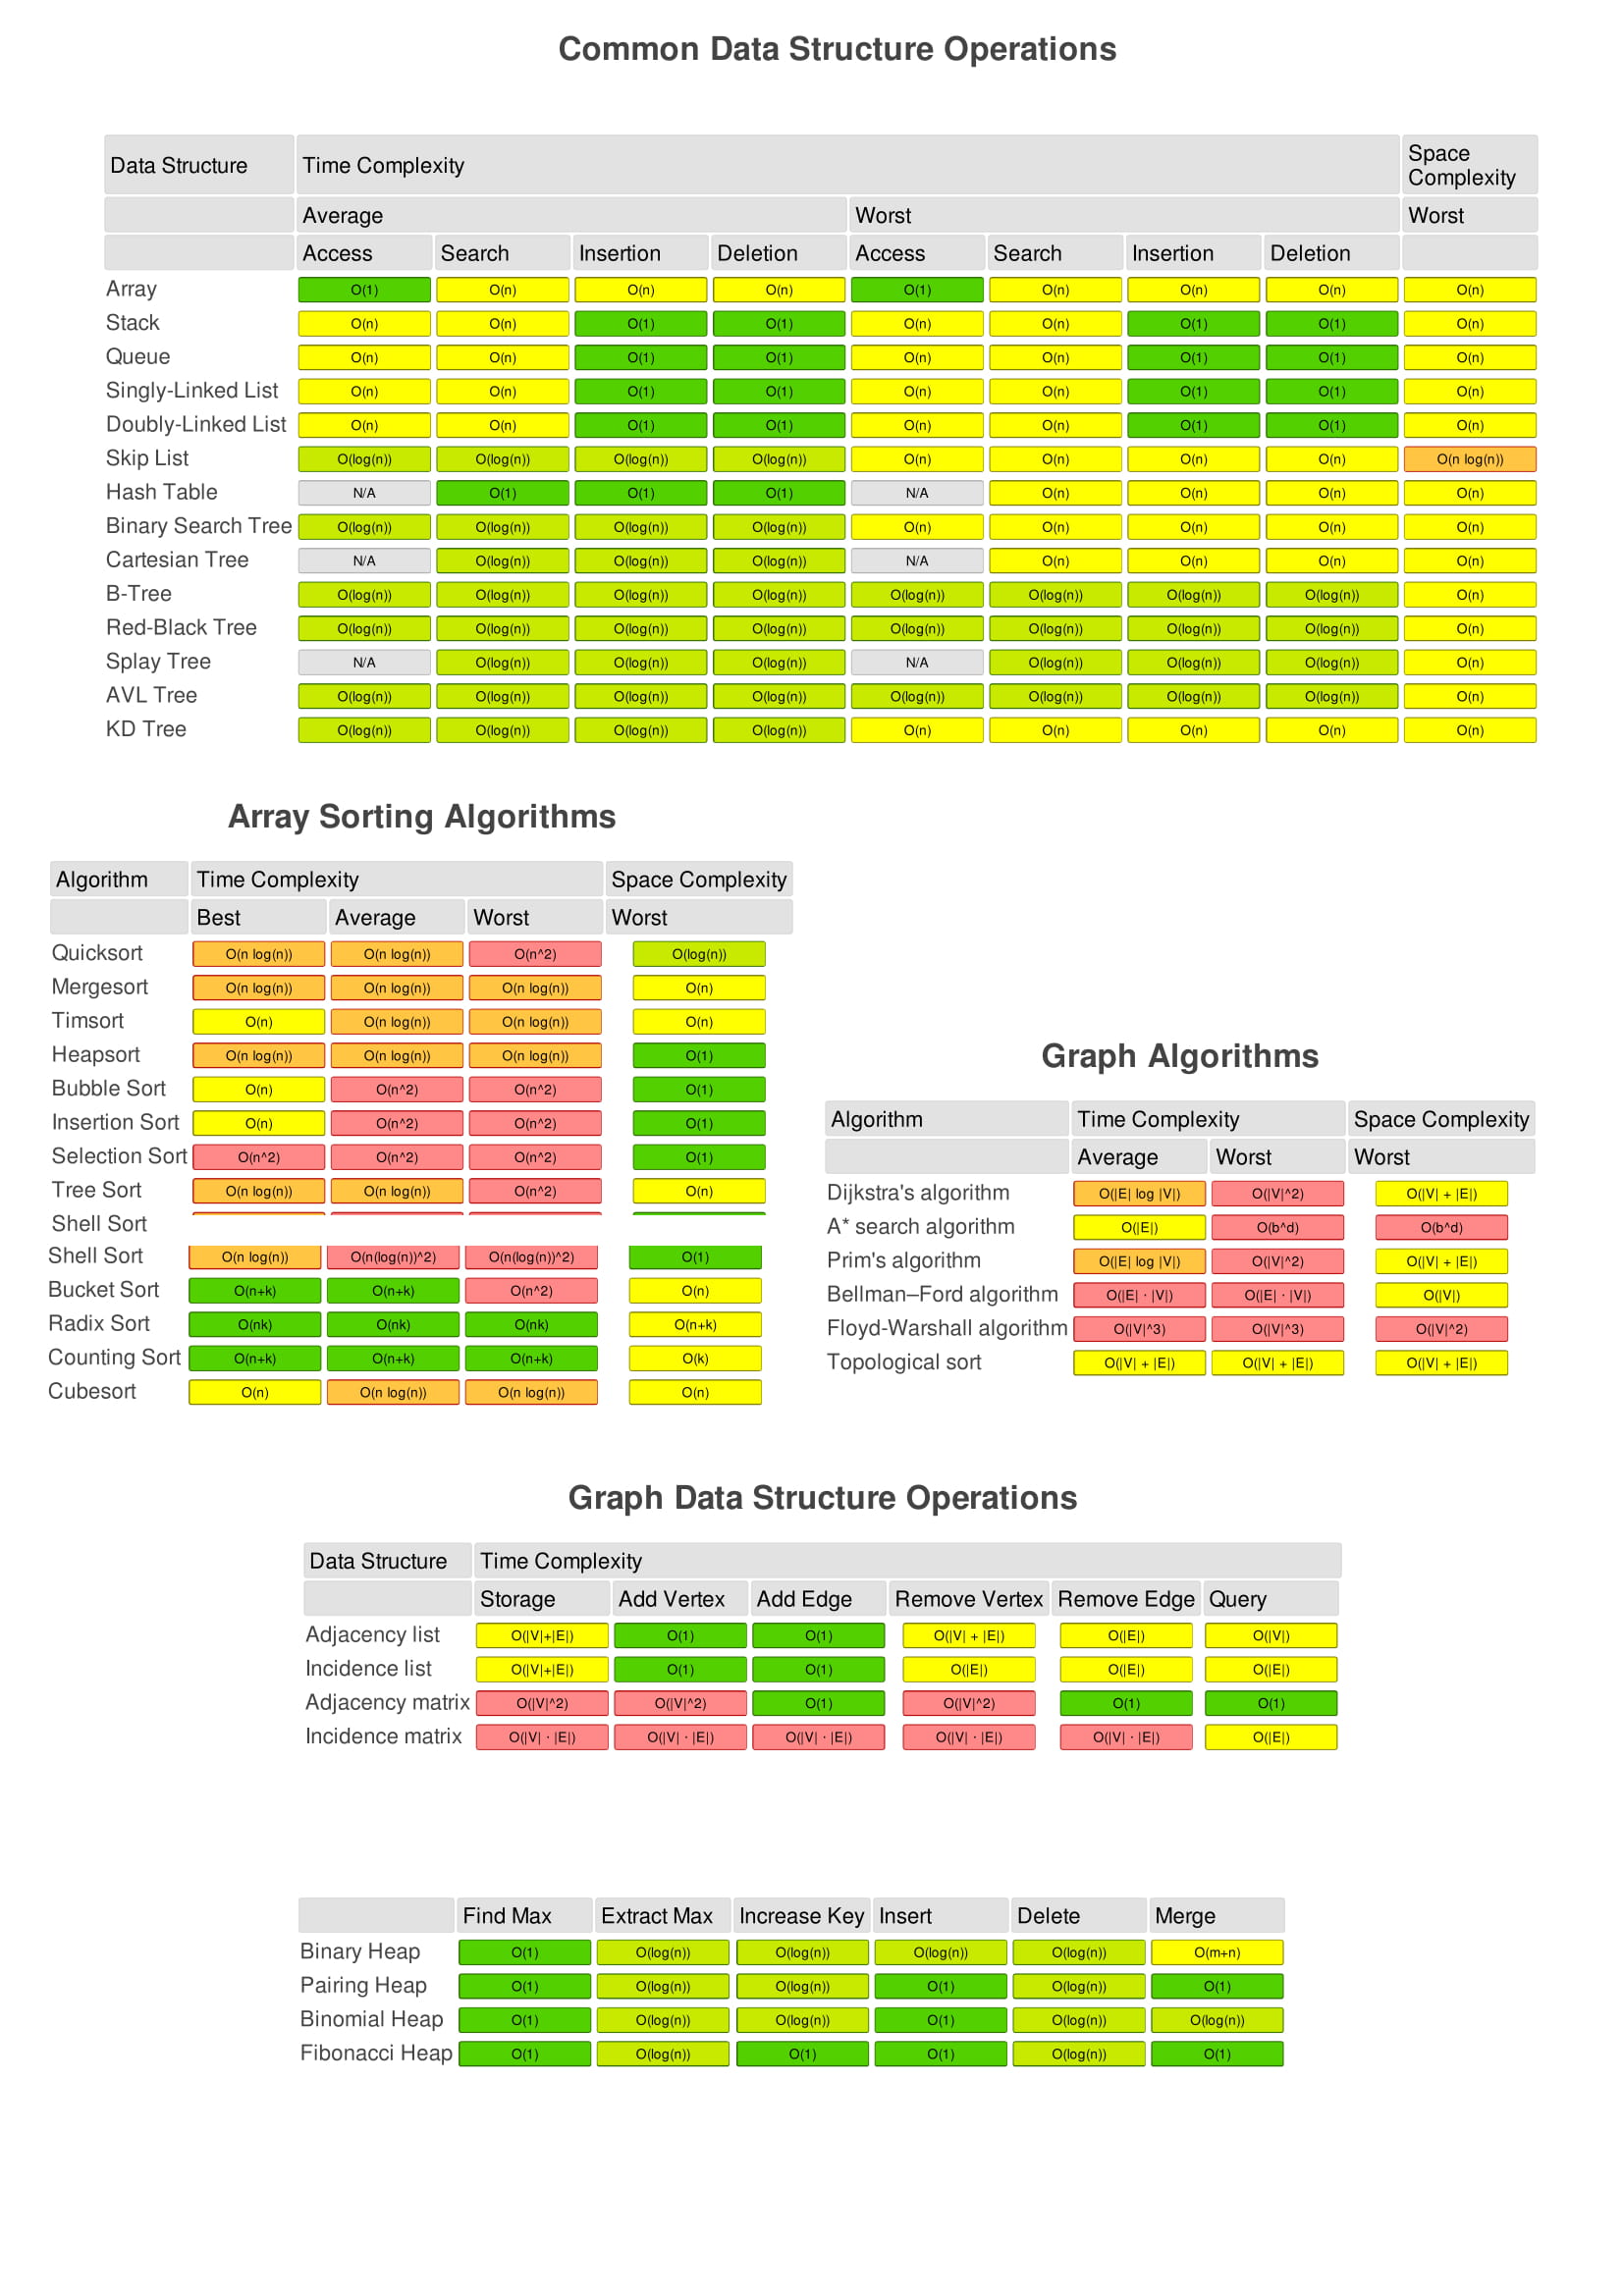 Common Data Structure Operations
Data Structure Time Complexity Space Complexity
Average Worst Worst
Access Search Insertion Deletion Access Search Insertion Deletion
Array O(1) O(n) O(n) O(n) O(1) O(n) O(n) O(n) O(n)
Stack O(n) O(n) O(1) O(1) O(n) O(n) O(1) O(1) O(n)
Queue O(n) O(n) O(1) O(1) O(n) O(n) O(1) O(1) O(n)
Singly-Linked List O(n) O(n) O(1) O(1) O(n) O(n) O(1) O(1) O(n)
Doubly-Linked List O(n) O(n) O(1) O(1) O(n) O(n) O(1) O(1) O(n)
Skip List O(log(n)) O(log(n)) O(log(n)) O(log(n)) O(n) O(n) O(n) O(n) O(n log(n))
Hash Table N/A O(1) O(1) O(1) N/A O(n) O(n) O(n) O(n)
Binary Search Tree O(log(n)) O(log(n)) O(log(n)) O(log(n)) O(n) O(n) O(n) O(n) O(n)
Cartesian Tree N/A O(log(n)) O(log(n)) O(log(n)) N/A O(n) O(n) O(n) O(n)
B-Tree O(log(n)) O(log(n)) O(log(n)) O(log(n)) O(log(n)) O(log(n)) O(log(n)) O(log(n)) O(n)
Red-Black Tree O(log(n)) O(log(n)) O(log(n)) O(log(n)) O(log(n)) O(log(n)) O(log(n)) O(log(n)) O(n)
Splay Tree N/A O(log(n)) O(log(n)) O(log(n)) N/A O(log(n)) O(log(n)) O(log(n)) O(n)
AVL Tree O(log(n)) O(log(n)) O(log(n)) O(log(n)) O(log(n)) O(log(n)) O(log(n)) O(log(n)) O(n)
KD Tree O(log(n)) O(log(n)) O(log(n)) O(log(n)) O(n) O(n) O(n) O(n) O(n)
Array Sorting Algorithms
Algorithm Time Complexity Space Complexity
Best Average Worst Worst
Quicksort O(n log(n)) O(n log(n)) O(n^2) O(log(n))
Mergesort O(n log(n)) O(n log(n)) O(n log(n)) O(n)
Timsort O(n) O(n log(n)) O(n log(n)) O(n)
Heapsort O(n log(n)) O(n log(n)) O(n log(n)) O(1)
Bubble Sort O(n) O(n^2) O(n^2) O(1)
Insertion Sort O(n) O(n^2) O(n^2) O(1)
Selection Sort O(n^2) O(n^2) O(n^2) O(1)
Tree Sort O(n log(n)) O(n log(n)) O(n^2) O(n)
Shell Sort
Shell Sort O(n log(n)) O(n(log(n))^2) O(n(log(n))^2) O(1)
Bucket Sort O(n+k) O(n+k) O(n^2) O(n)
Radix Sort O(nk) O(nk) O(nk) O(n+k)
Counting Sort O(n+k) O(n+k) O(n+k) O(k)
Cubesort O(n) O(n log(n)) O(n log(n)) O(n)
Graph Algorithms
Algorithm Time Complexity Space Complexity
Average Worst Worst
Dijkstra's algorithm O(|E| log |V|) O(|V|^2) O(|V| + |E|)
A* search algorithm O(|E|) O(b^d) O(b^d)
Prim's algorithm O(|E| log |V|) O(|V|^2) O(|V| + |E|)
Bellman–Ford algorithm O(|E| · |V|) O(|E| · |V|) O(|V|)
Floyd-Warshall algorithm O(|V|^3) O(|V|^3) O(|V|^2)
Topological sort O(|V| + |E|) O(|V| + |E|) O(|V| + |E|)
Graph Data Structure Operations
Data Structure Time Complexity
Storage Add Vertex Add Edge Remove Vertex Remove Edge Query
Adjacency list O(|V|+|E|) O(1) O(1) O(|V| + |E|) O(|E|) O(|V|)
Incidence list O(|V|+|E|) O(1) O(1) O(|E|) O(|E|) O(|E|)
Adjacency matrix O(|V|^2) O(|V|^2) O(1) O(|V|^2) O(1) O(1)
Incidence matrix O(|V| · |E|) O(|V| · |E|) O(|V| · |E|) O(|V| · |E|) O(|V| · |E|) O(|E|)
Find Max Extract Max Increase Key Insert Delete Merge
Binary Heap O(1) O(log(n)) O(log(n)) O(log(n)) O(log(n)) O(m+n)
Pairing Heap O(1) O(log(n)) O(log(n)) O(1) O(log(n)) O(1)
Binomial Heap O(1) O(log(n)) O(log(n)) O(1) O(log(n)) O(log(n))
Fibonacci Heap O(1) O(log(n)) O(1) O(1) O(log(n)) O(1)